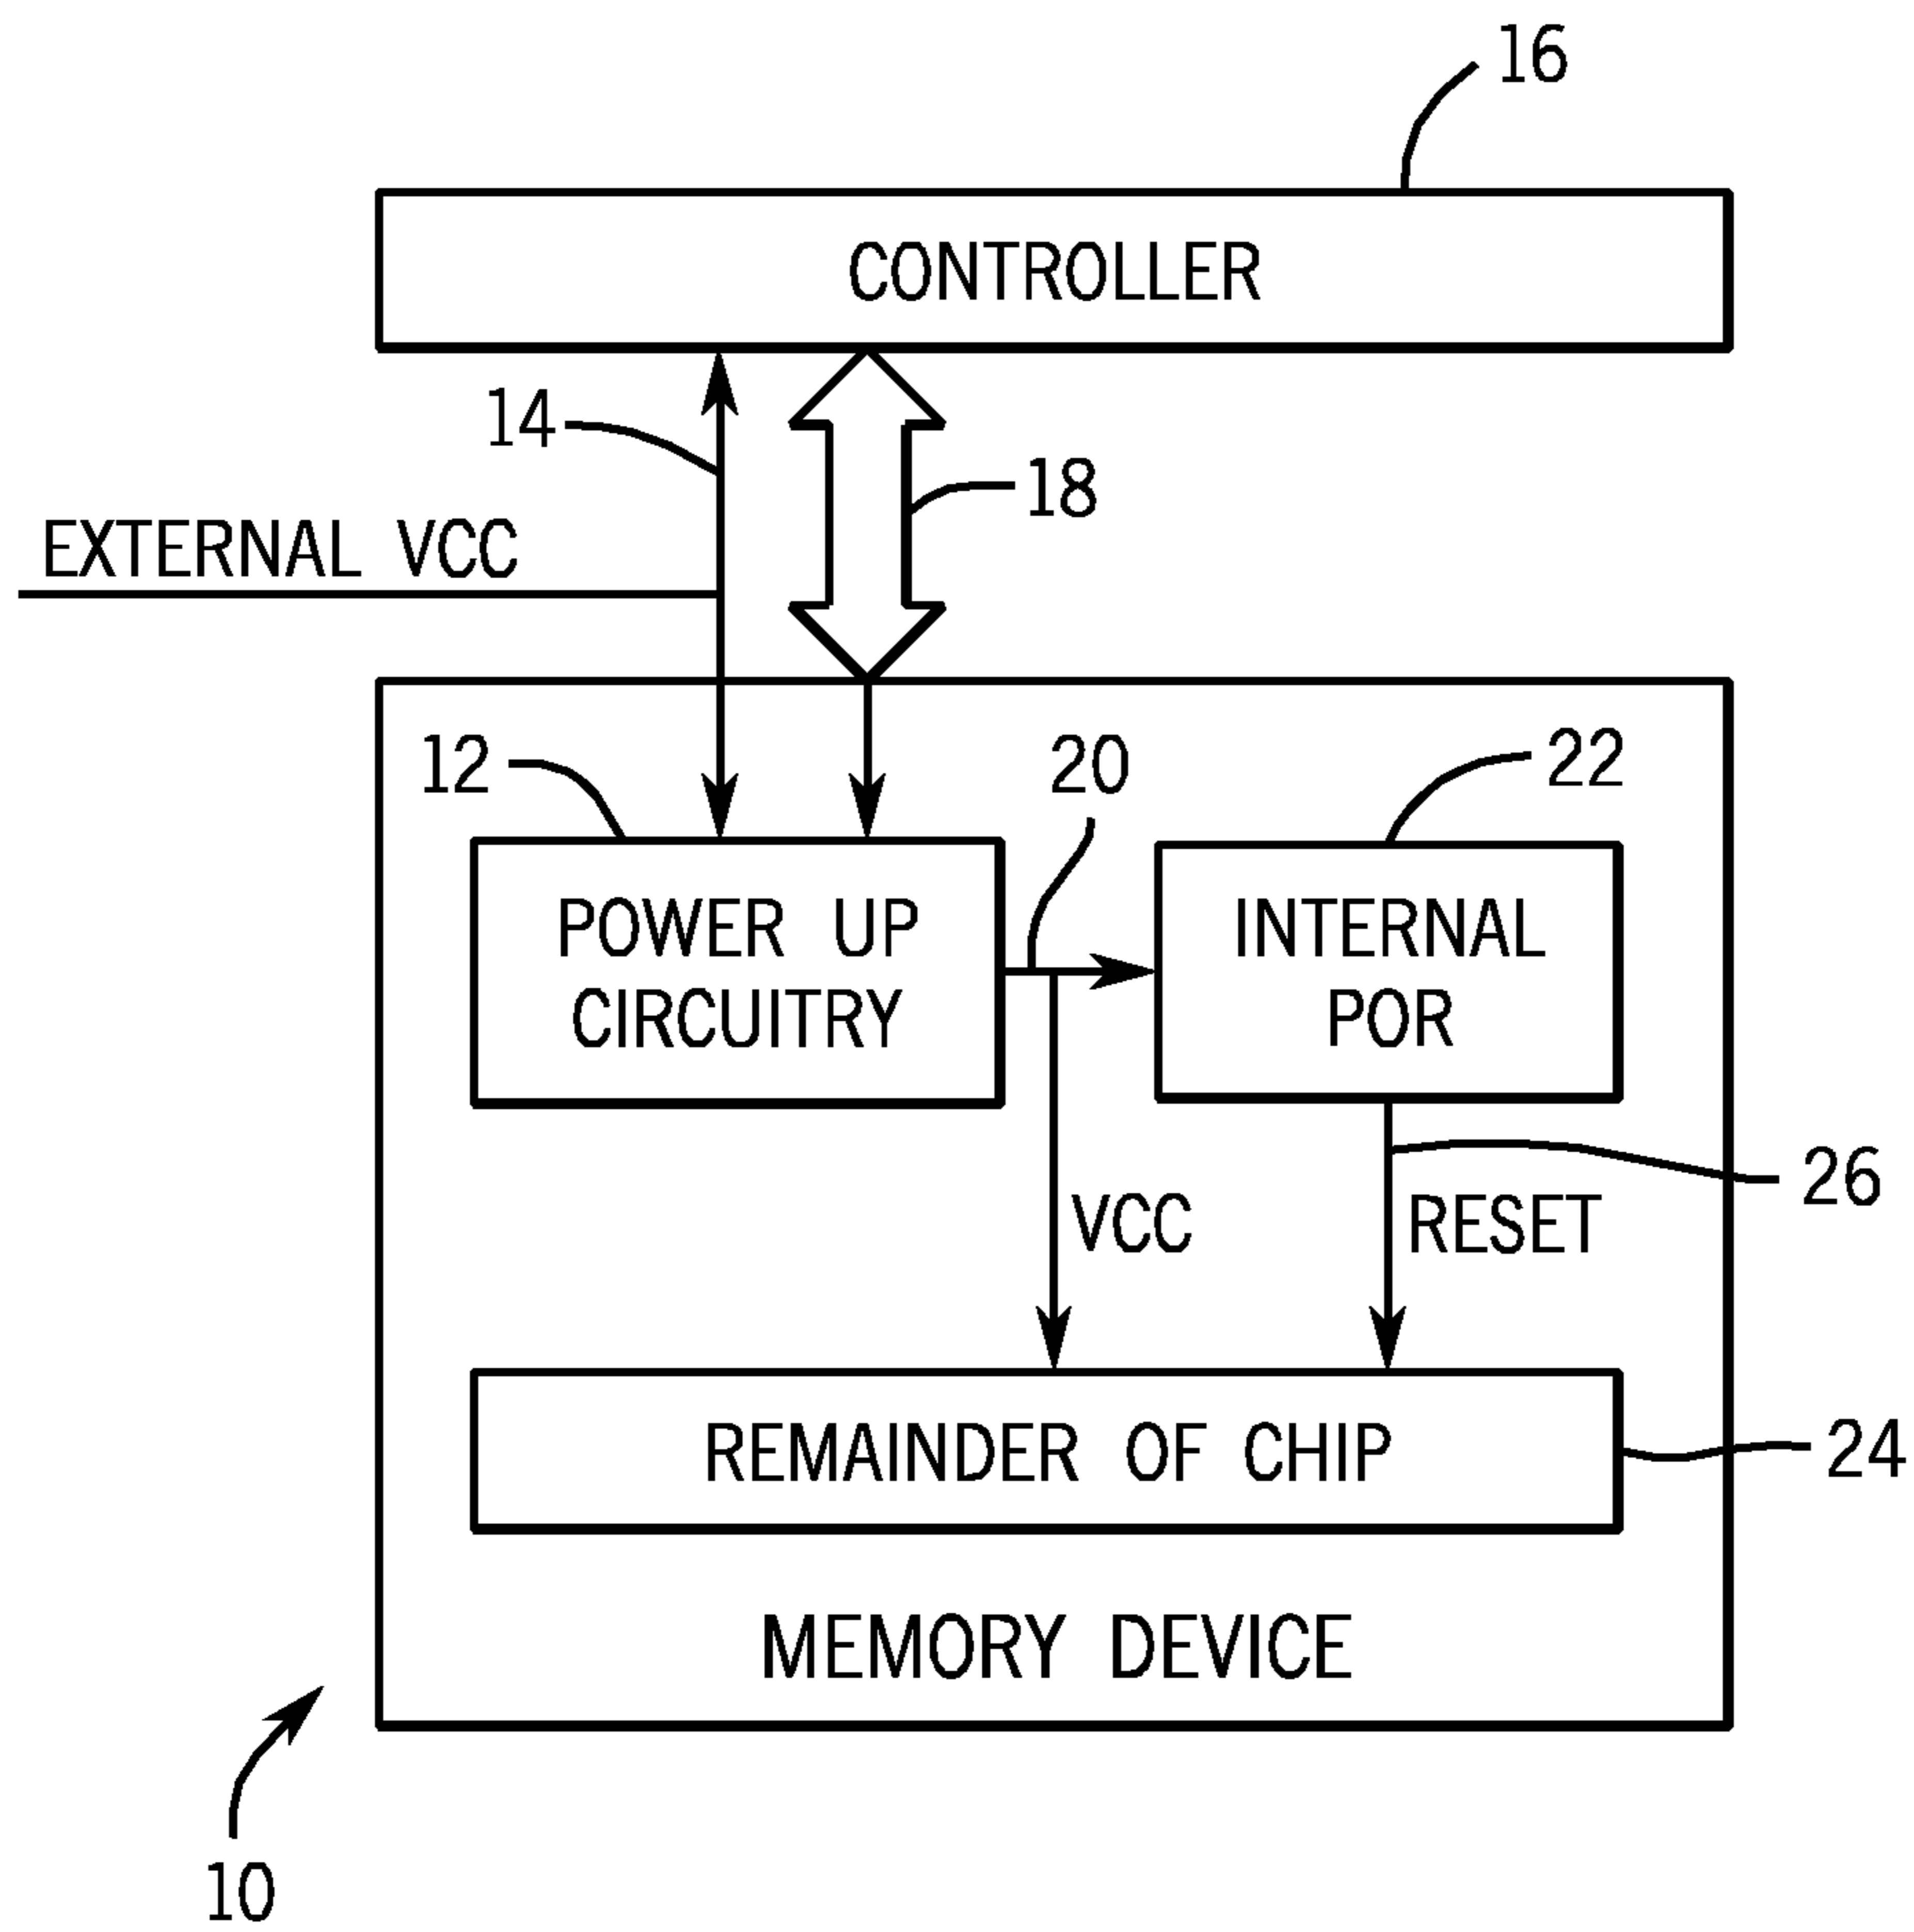 16
CONTROLLER
14
18
EXTERNAL VCC
12
20
22
POWER UP
CIRCUITRY
INTERNAL
POR
26
VCC
RESET
REMAINDER OF CHIP
24
MEMORY DEVICE
10